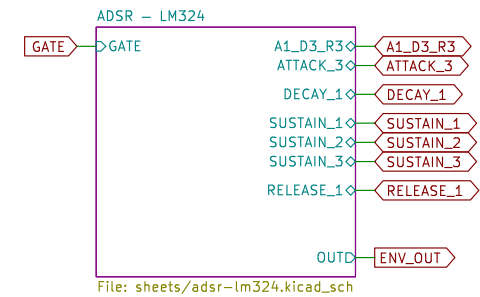 ADSR - LM324
GATE GATE A1_D3_R3 A1_D3_R3
ATTACK_3 ATTACK_3
DECAY_1 DECAY_1
SUSTAIN_1 SUSTAIN_1
SUSTAIN_2 SUSTAIN_2
SUSTAIN_3 SUSTAIN_3
RELEASE_1 RELEASE_1
OUT ENV_OUT
File: sheets/adsr-lm324.kicad_sch